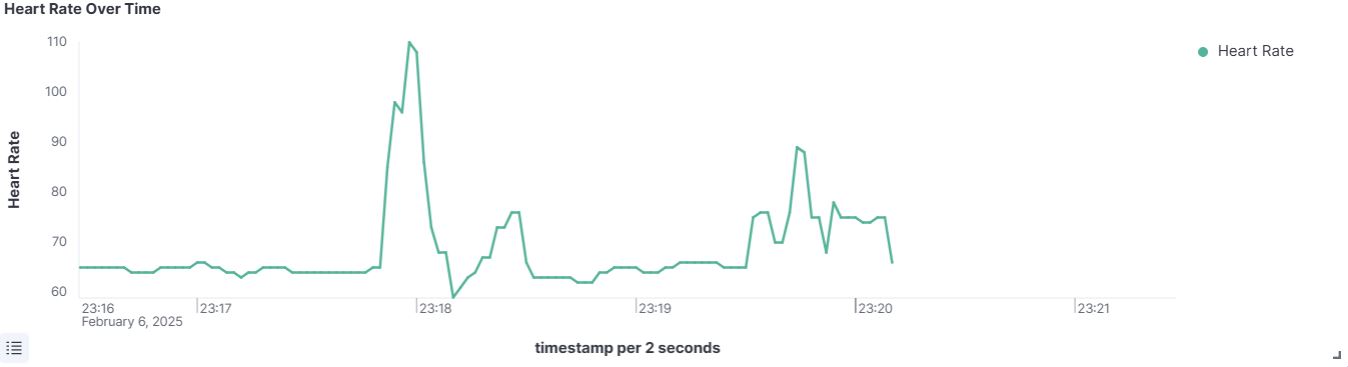 Heart Rate Over Time
110
100
90
80
70
60
Heart Rate
Heart Rate
23:16 23:17 23:18 23:19 23:20 23:21
February 6, 2025
timestamp per 2 seconds